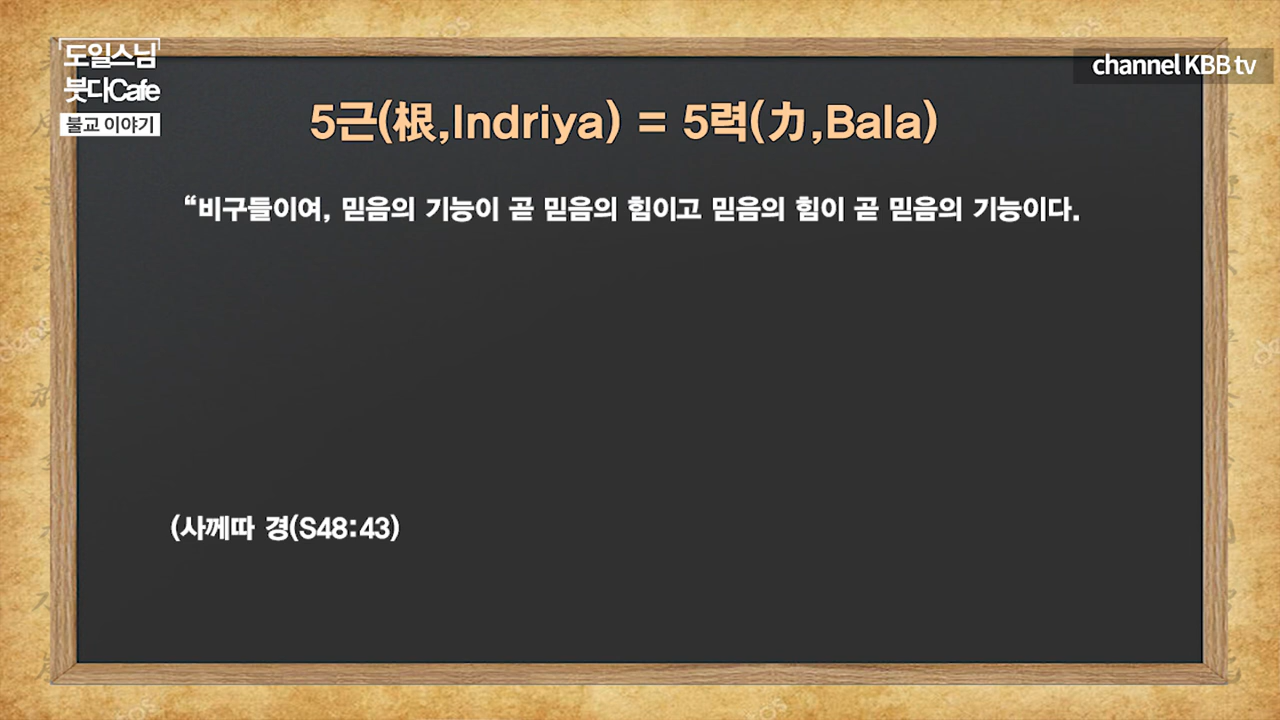 도일스님
붓다Cafe
불교 이야기
channel KBB tv
5근(根,Indriya) = 5력(力,Bala)
“비구들이여, 믿음의 기능이 곧 믿음의 힘이고 믿음의 힘이 곧 믿음의 기능이다.
(사께따 경(S48:43)